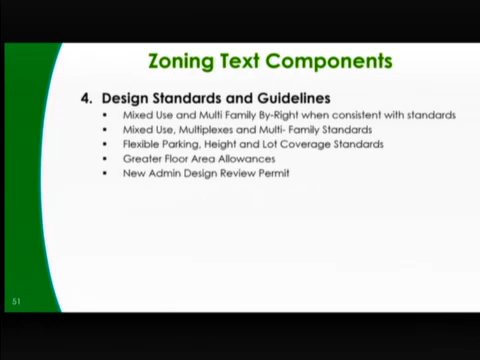 Zoning Text Components
4. Design Standards and Guidelines
▪ Mixed Use and Multi Family By-Right when consistent with standards
▪ Mixed Use, Multiplexes and Multi- Family Standards
▪ Flexible Parking, Height and Lot Coverage Standards
▪ Greater Floor Area Allowances
▪ New Admin Design Review Permit
51